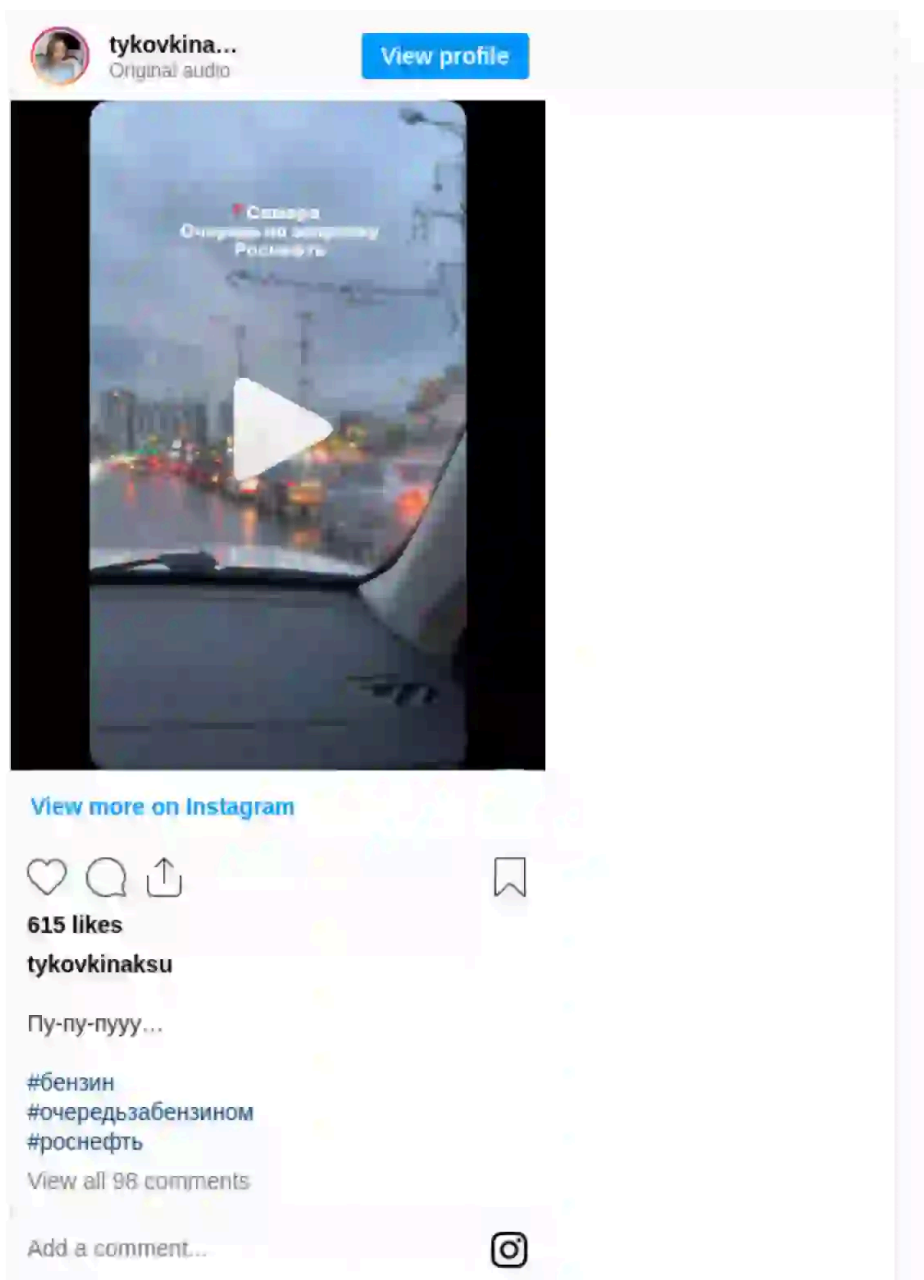 tykovkina...
View profile
Original audio
Самара
Очередь на заправку
Роснефть
View more on Instagram
615 likes
tykovkinaksu
Пу-пу-пууу...
#бензин
#очередьзабензином
#роснефть
View all 98 comments
Add a comment...